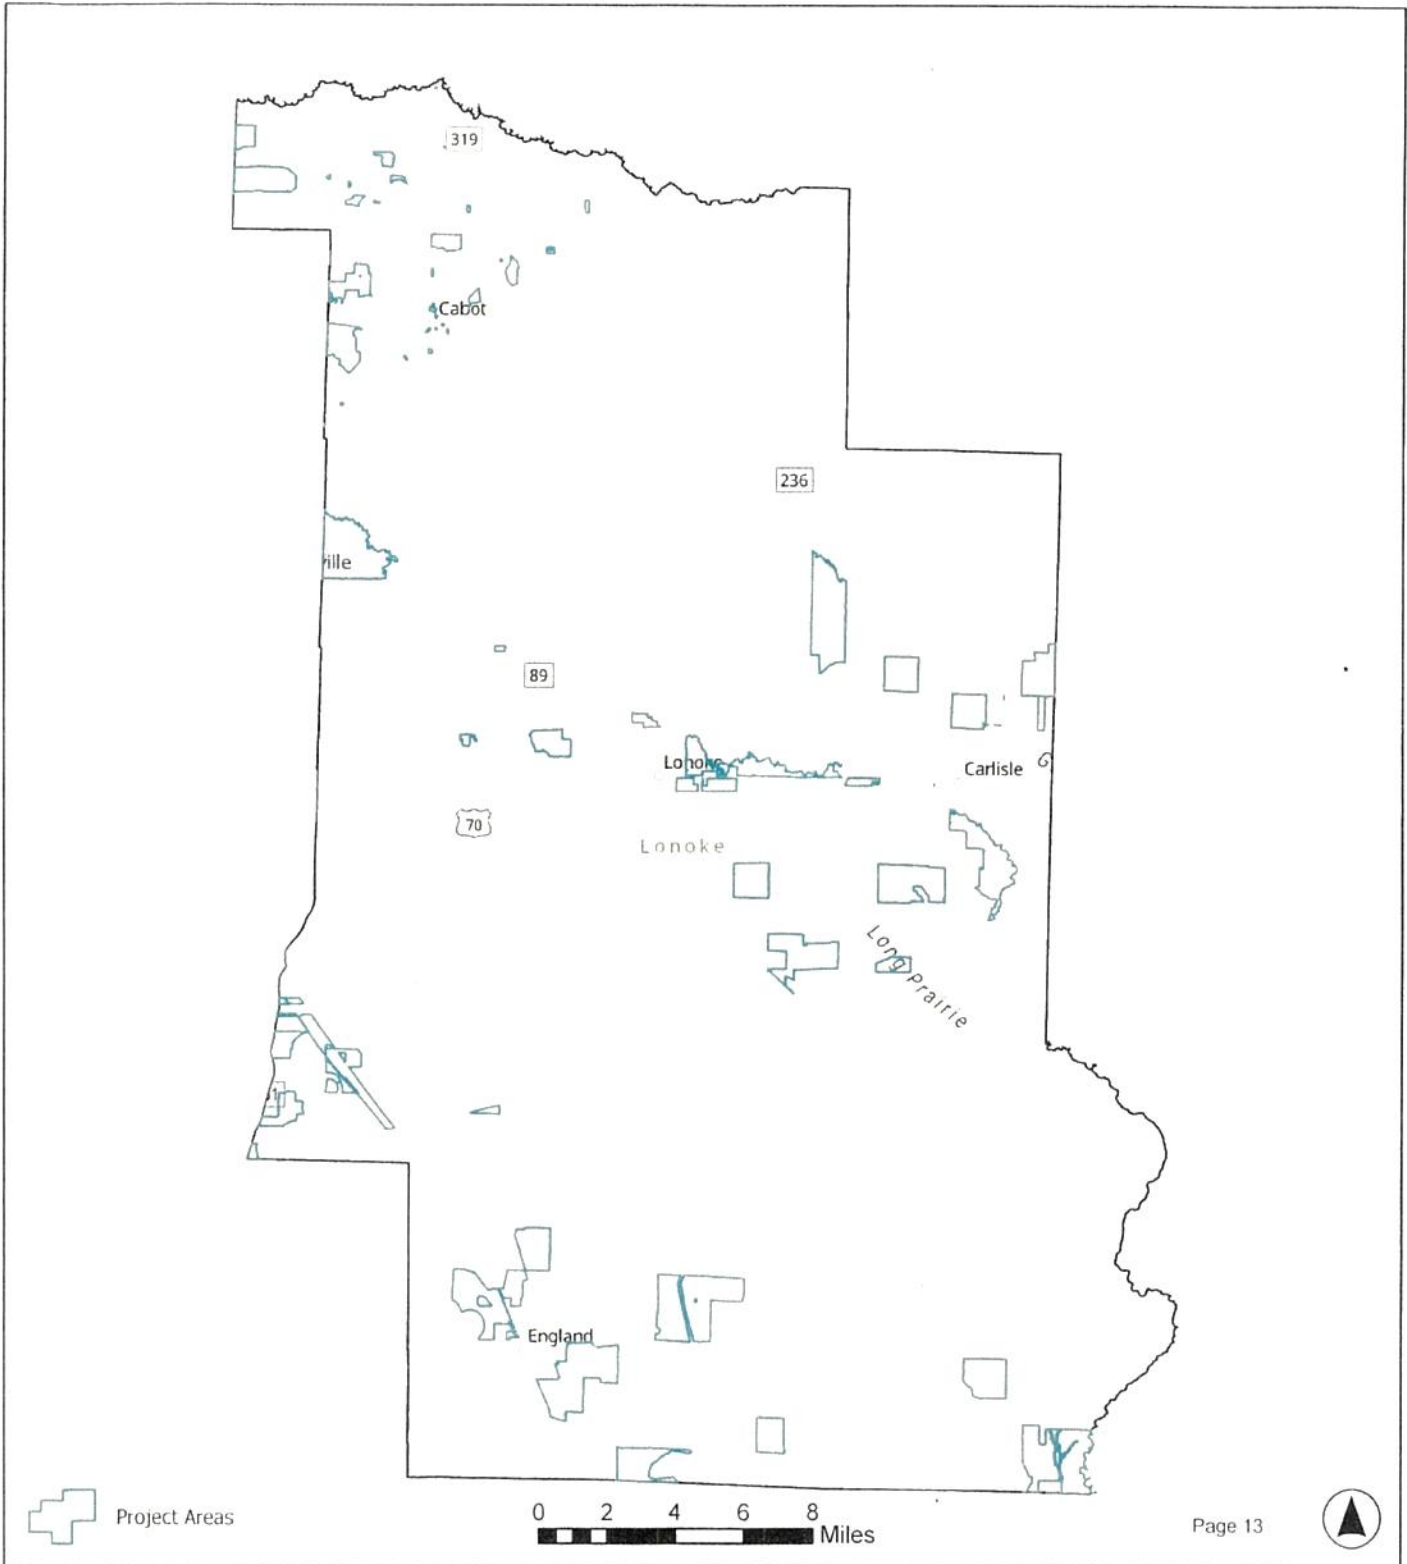 319
Cabot
236
ille
89
Lonoke
Carlisle
70
Lonoke
Long Prairie
1
England
Project Areas
0 2 4 6 8
Miles
Page 13